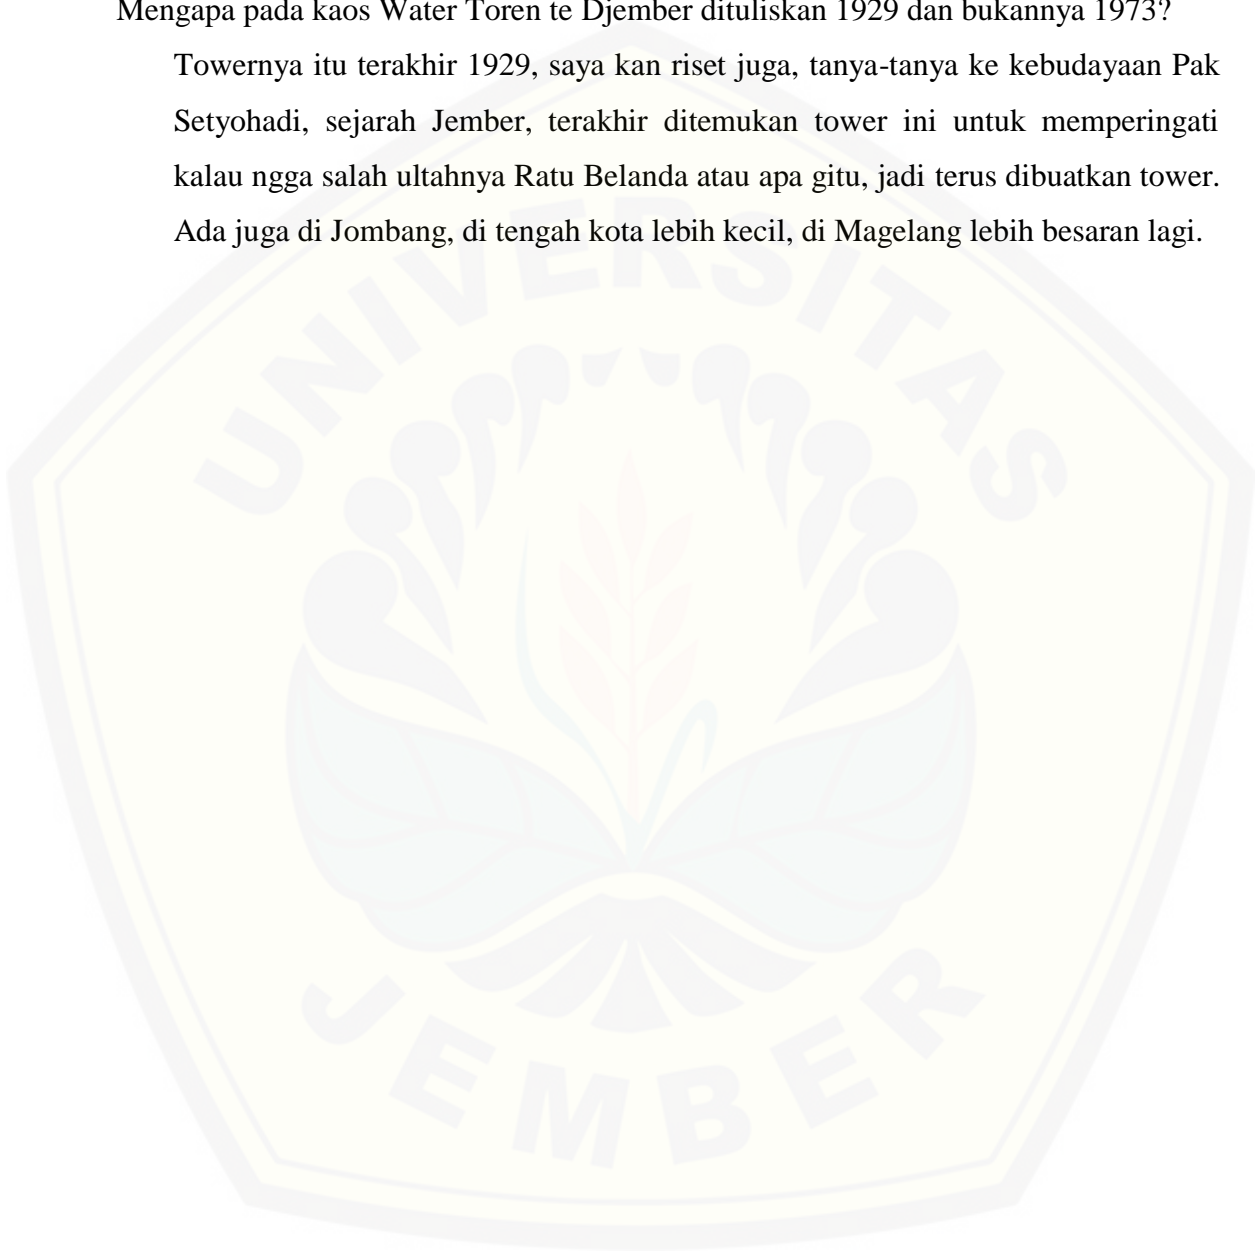 Mengapa pada kaos Water Toren te Djember dituliskan 1929 dan bukannya 1973?
Towernya itu terakhir 1929, saya kan riset juga, tanya-tanya ke kebudayaan Pak
Setyohadi, sejarah Jember, terakhir ditemukan tower ini untuk memperingati
kalau ngga salah ultahnya Ratu Belanda atau apa gitu, jadi terus dibuatkan tower.
Ada juga di Jombang, di tengah kota lebih kecil, di Magelang lebih besaran lagi.
UNIVERSITAS
JEMBER